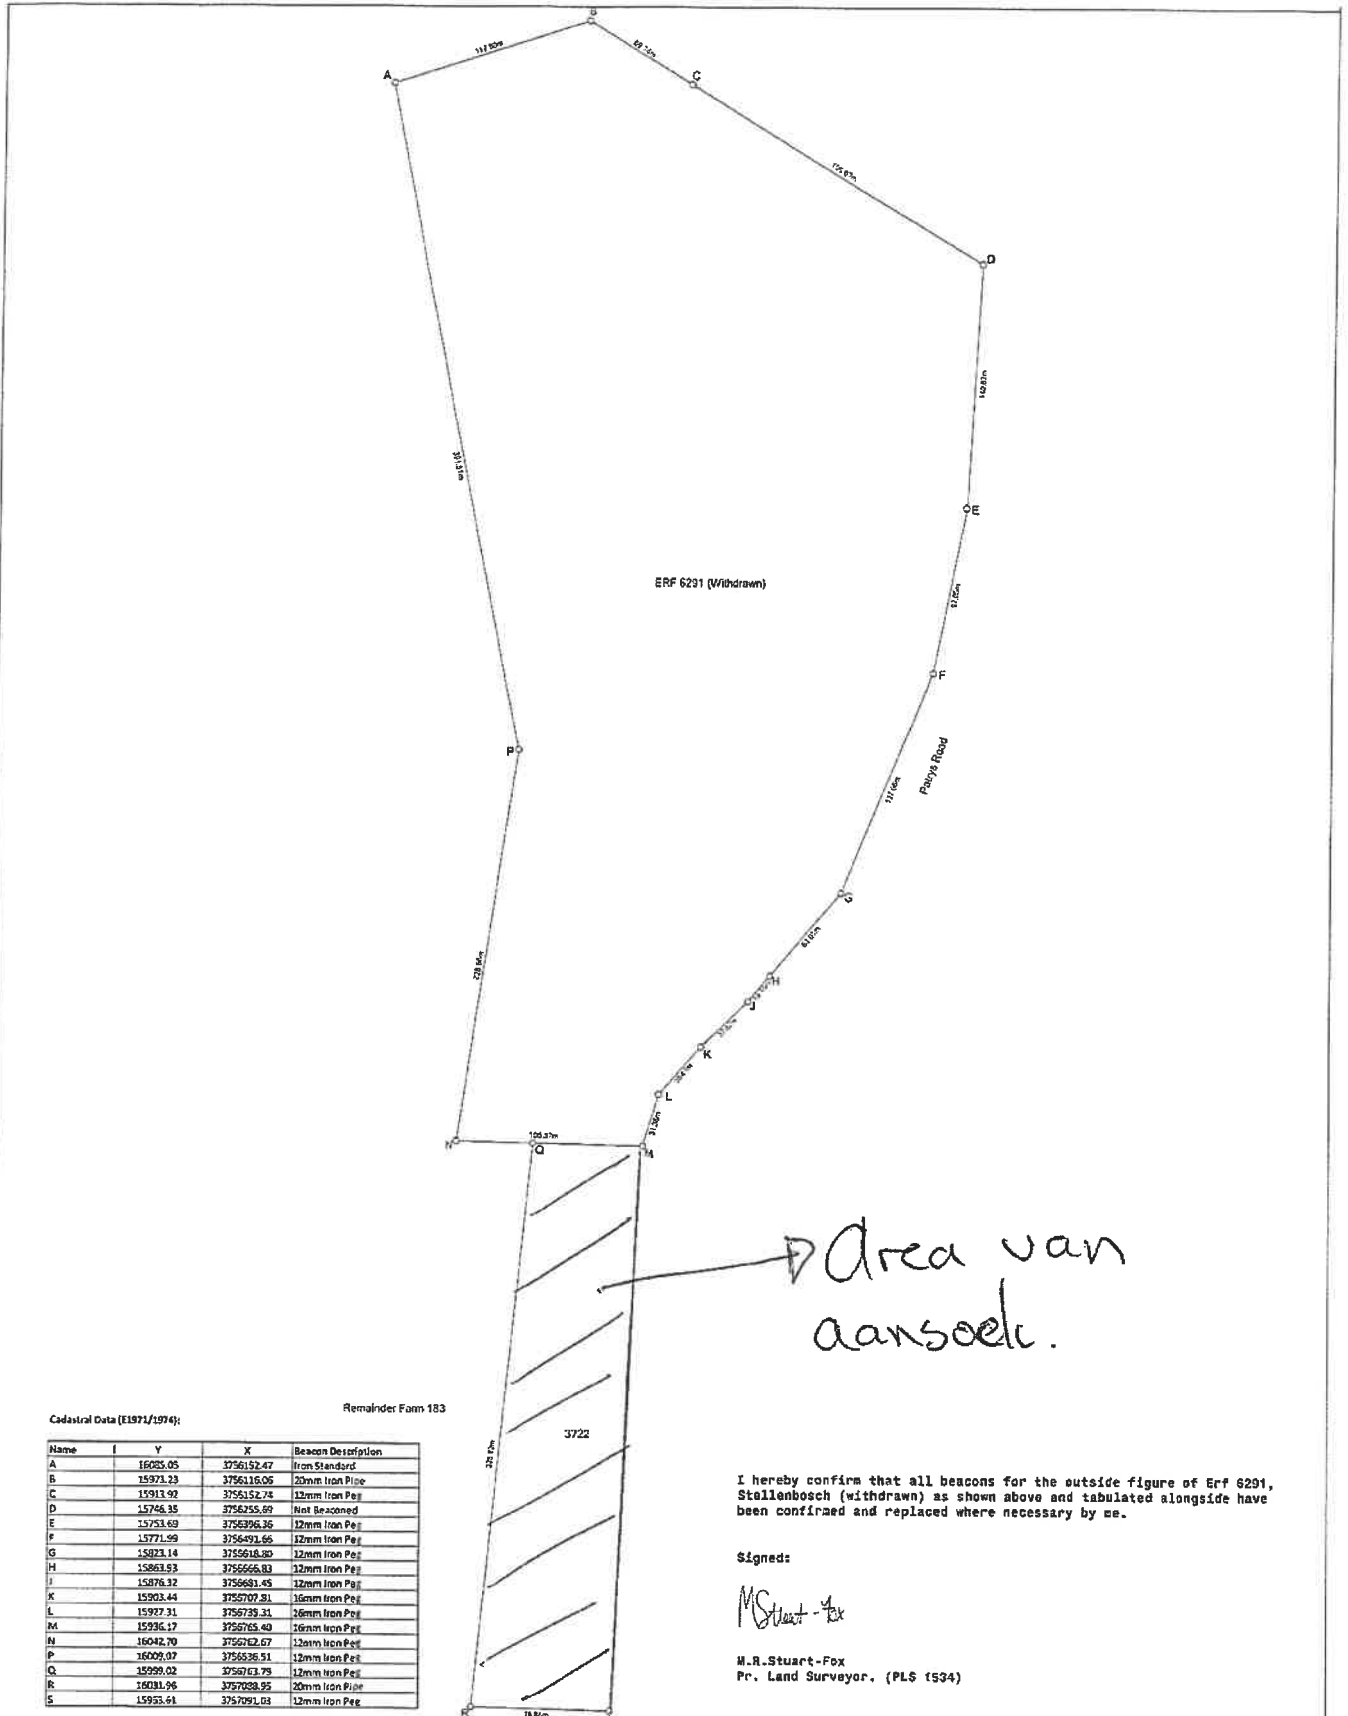 B
A
C
D
E
F
G
H
J
K
L
M
N
P
Q
R
ERF 6291 (Withdrawn)
Patrys Road
Area van
aansoek.
Remainder Farm 183
3722
Cadastral Data (E1971/1974):
Name Y X Beacon Description
A 16085.05 3756152.47 Iron Standard
B 15973.23 3756116.06 20mm Iron Pipe
C 15913.92 3756152.74 12mm Iron Peg
D 15746.35 3756255.69 Not Beaconed
E 15753.69 3756396.36 12mm Iron Peg
F 15771.99 3756491.66 12mm Iron Peg
G 15823.14 3756618.80 12mm Iron Peg
H 15863.93 3756666.83 12mm Iron Peg
J 15876.32 3756681.45 12mm Iron Peg
K 15903.44 3756707.81 16mm Iron Peg
L 15927.31 3756735.31 16mm Iron Peg
M 15936.17 3756765.40 16mm Iron Peg
N 16042.70 3756762.67 12mm Iron Peg
P 16009.07 3756536.51 12mm Iron Peg
Q 15999.02 3756763.79 12mm Iron Peg
R 16031.96 3757088.95 20mm Iron Pipe
S 15953.61 3757091.03 12mm Iron Peg
I hereby confirm that all beacons for the outside figure of Erf 6291,
Stellenbosch (withdrawn) as shown above and tabulated alongside have
been confirmed and replaced where necessary by me.
Signed:
MStuart-Fox
M.R.Stuart-Fox
Pr. Land Surveyor. (PLS 1534)